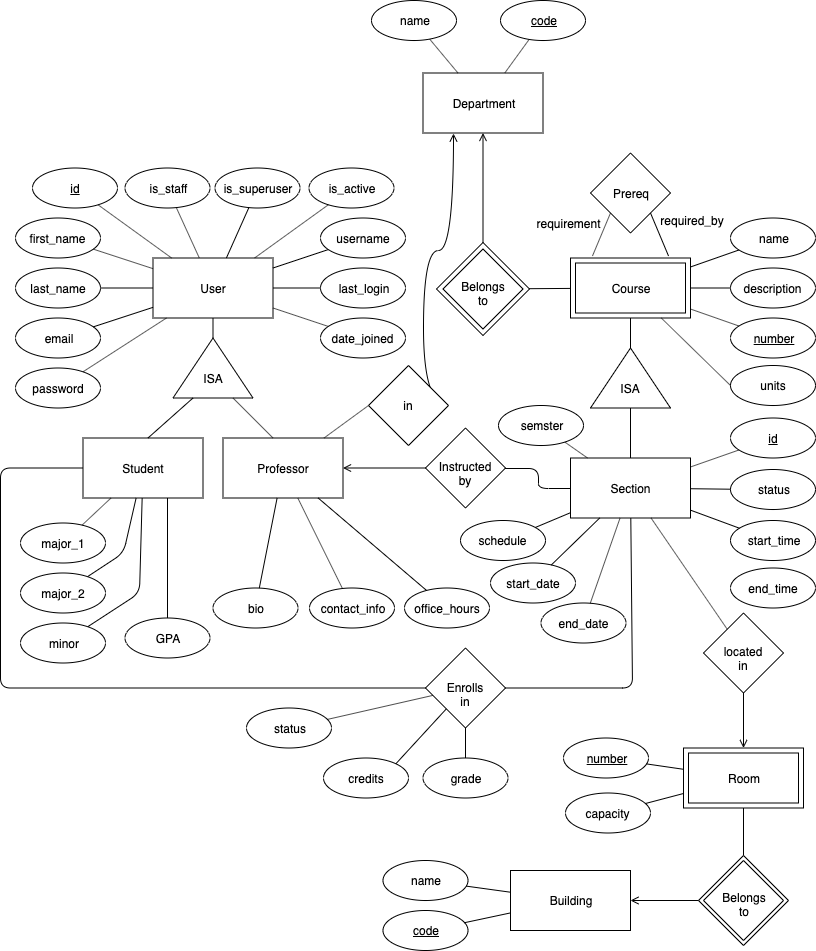 name
code
Department
id
is_staff
is_superuser
is_active
Prereq
requirement
required_by
first_name
username
name
last_name
User
last_login
Belongs
to
Course
description
email
date_joined
number
password
ISA
ISA
units
in
semster
id
Student
Professor
Instructed
by
Section
status
major_1
schedule
start_time
major_2
start_date
end_time
bio
contact_info
office_hours
minor
GPA
end_date
located
in
Enrolls
in
status
number
credits
grade
Room
capacity
name
Building
Belongs
to
code